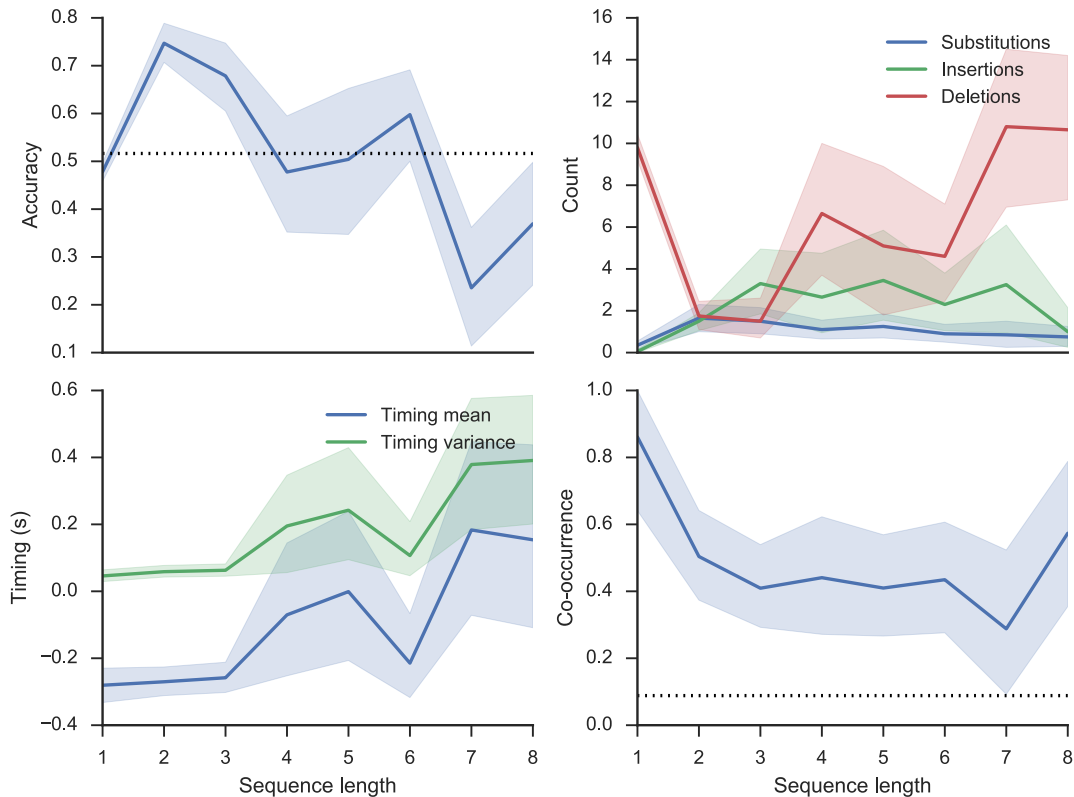 Accuracy
0.8
0.7
0.6
0.5
0.4
0.3
0.2
0.1
Count
16
14
12
10
8
6
4
2
0
Substitutions
Insertions
Deletions
Timing (s)
0.6
0.4
0.2
0.0
−0.2
−0.4
Timing mean
Timing variance
1 2 3 4 5 6 7 8
Sequence length
Co-occurrence
1.0
0.8
0.6
0.4
0.2
0.0
1 2 3 4 5 6 7 8
Sequence length